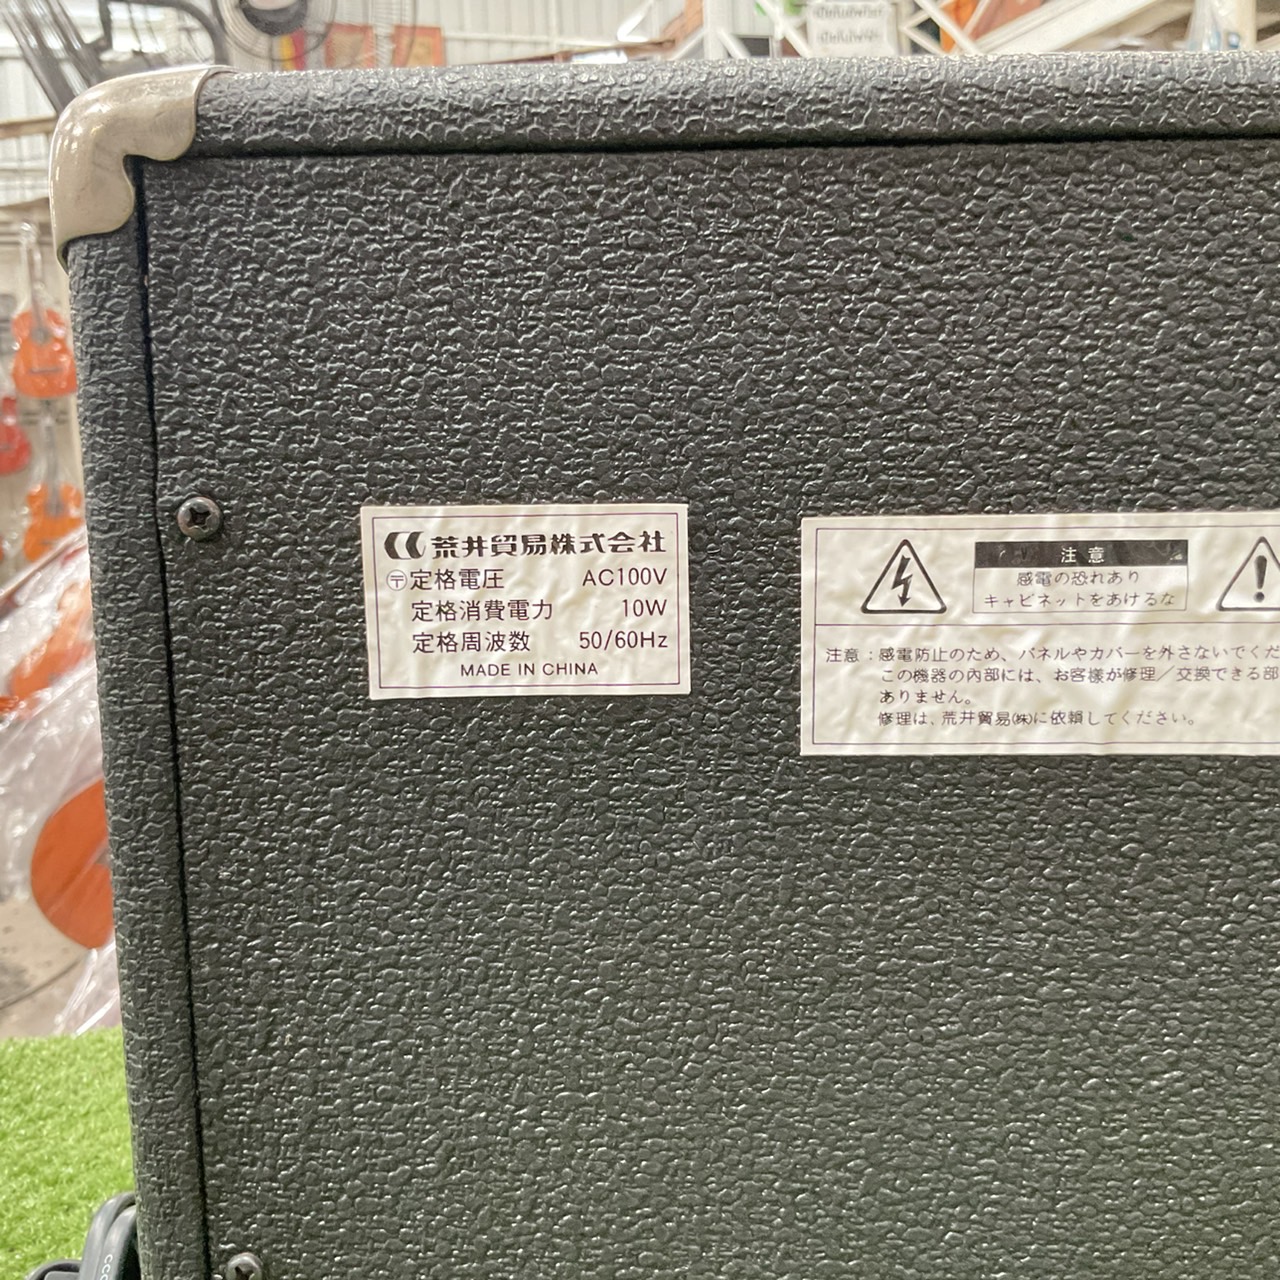 荒井貿易株式会社
〒定格電圧 AC100V
定格消費電力 10W
定格周波数 50/60Hz
MADE IN CHINA
注意
感電の恐れあり
キャビネットをあけるな
注意：感電防止のため、パネルやカバーを外さないでくだ
この機器の内部には、お客様が修理／交換できる部
ありません。
修理は、荒井貿易㈱に依頼してください。